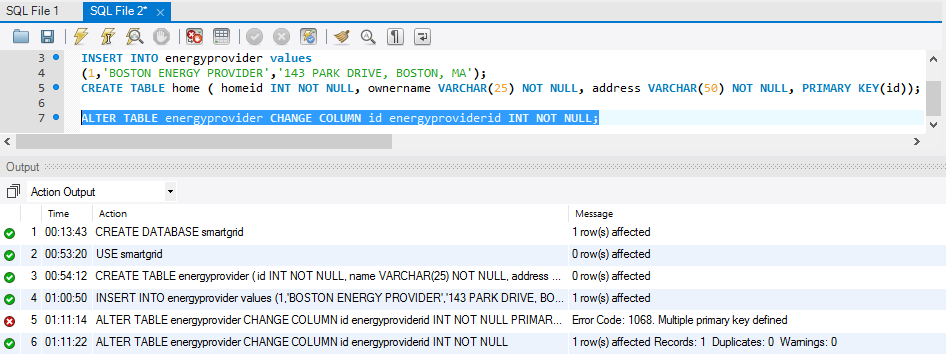 SQL File 1 SQL File 2*
3 INSERT INTO energyprovider values
4 (1,'BOSTON ENERGY PROVIDER','143 PARK DRIVE, BOSTON, MA');
5 CREATE TABLE home ( homeid INT NOT NULL, ownername VARCHAR(25) NOT NULL, address VARCHAR(50) NOT NULL, PRIMARY KEY(id));
6
7 ALTER TABLE energyprovider CHANGE COLUMN id energyproviderid INT NOT NULL;
Output
Action Output
Time Action Message
1 00:13:43 CREATE DATABASE smartgrid 1 row(s) affected
2 00:53:20 USE smartgrid 0 row(s) affected
3 00:54:12 CREATE TABLE energyprovider ( id INT NOT NULL, name VARCHAR(25) NOT NULL, address ... 0 row(s) affected
4 01:00:50 INSERT INTO energyprovider values (1,'BOSTON ENERGY PROVIDER','143 PARK DRIVE, BO... 1 row(s) affected
5 01:11:14 ALTER TABLE energyprovider CHANGE COLUMN id energyproviderid INT NOT NULL PRIMAR... Error Code: 1068. Multiple primary key defined
6 01:11:22 ALTER TABLE energyprovider CHANGE COLUMN id energyproviderid INT NOT NULL 1 row(s) affected Records: 1 Duplicates: 0 Warnings: 0